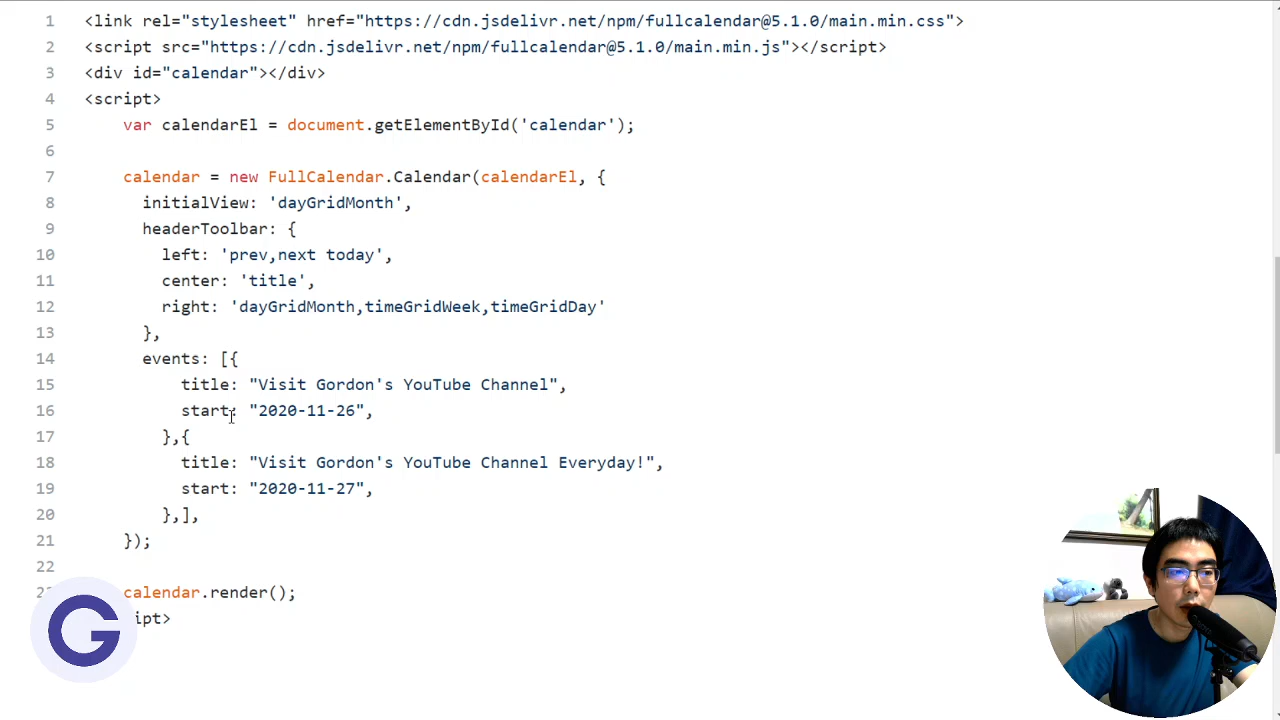 1 <link rel="stylesheet" href="https://cdn.jsdelivr.net/npm/fullcalendar@5.1.0/main.min.css">
2 <script src="https://cdn.jsdelivr.net/npm/fullcalendar@5.1.0/main.min.js"></script>
3 <div id="calendar"></div>
4 <script>
5 var calendarEl = document.getElementById('calendar');
6
7 calendar = new FullCalendar.Calendar(calendarEl, {
8 initialView: 'dayGridMonth',
9 headerToolbar: {
10 left: 'prev,next today',
11 center: 'title',
12 right: 'dayGridMonth,timeGridWeek,timeGridDay'
13 },
14 events: [{
15 title: "Visit Gordon's YouTube Channel",
16 start: "2020-11-26",
17 },{
18 title: "Visit Gordon's YouTube Channel Everyday!",
19 start: "2020-11-27",
20 },],
21 });
22
calendar.render();
ipt>
G